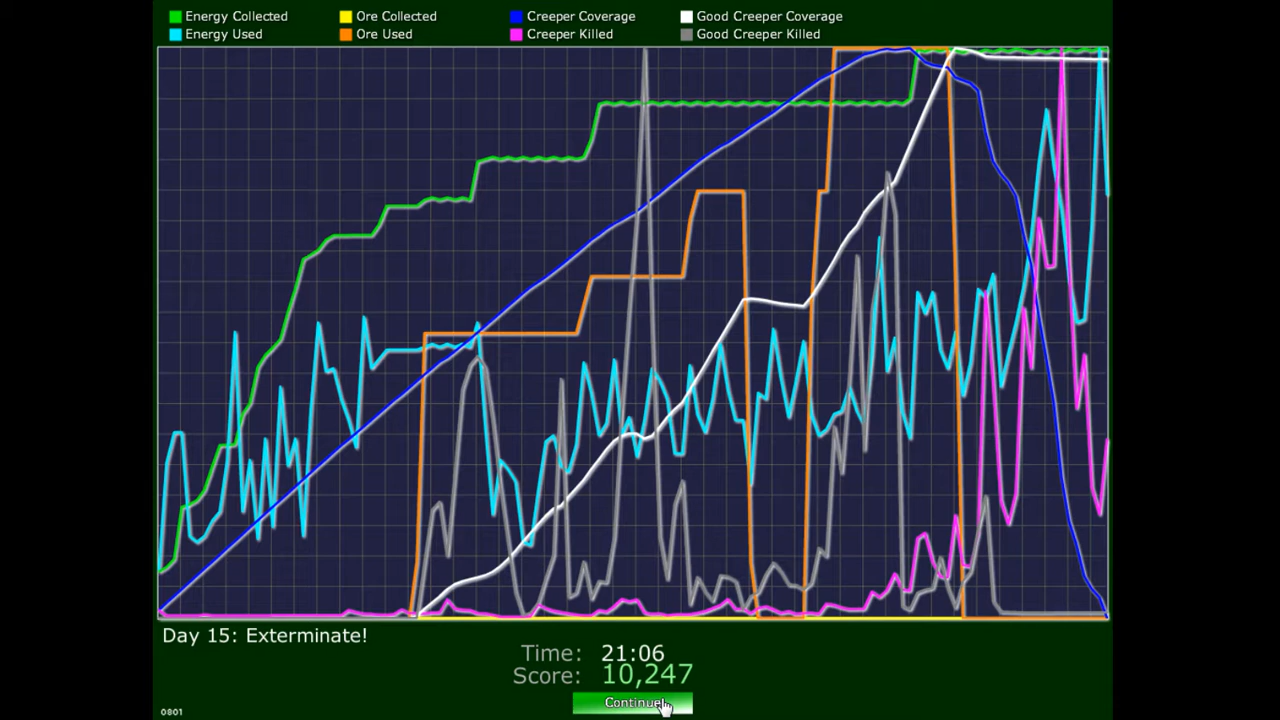 Energy Collected Ore Collected Creeper Coverage Good Creeper Coverage
Energy Used Ore Used Creeper Killed Good Creeper Killed
Day 15: Exterminate!
Time: 21:06
Score: 10,247
Continue!
0801